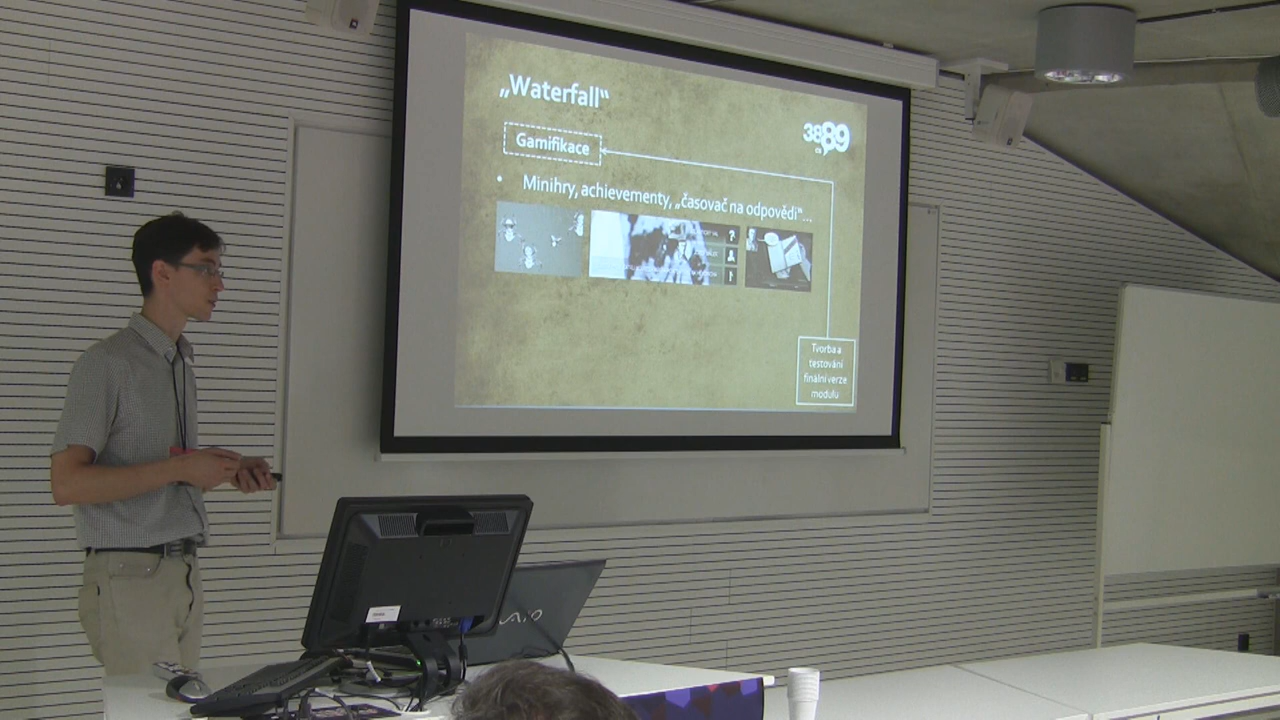 „Waterfall“
3889
Gamifikace
• Minihry, achievementy, „časovač na odpovědi“...
Tvorba a
testování
finální verze
modulu
VAIO